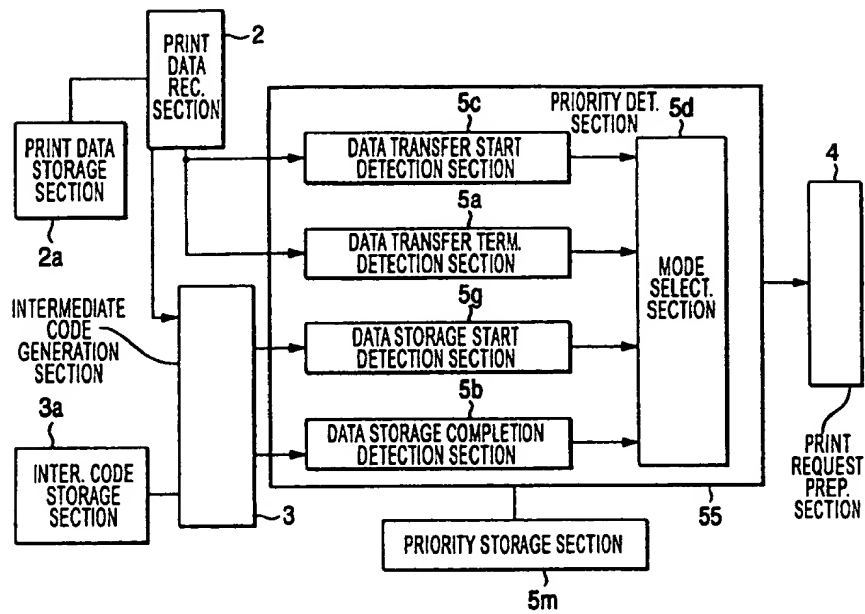 PRINT
DATA
REC.
SECTION
2
PRINT DATA
STORAGE
SECTION
2a
PRIORITY DET.
SECTION
5c
DATA TRANSFER START
DETECTION SECTION
5a
DATA TRANSFER TERM.
DETECTION SECTION
5g
DATA STORAGE START
DETECTION SECTION
5b
DATA STORAGE COMPLETION
DETECTION SECTION
5d
MODE
SELECT.
SECTION
4
PRINT
REQUEST
PREP.
SECTION
INTERMEDIATE
CODE
GENERATION
SECTION
3a
INTER. CODE
STORAGE
SECTION
3
55
PRIORITY STORAGE SECTION
5m